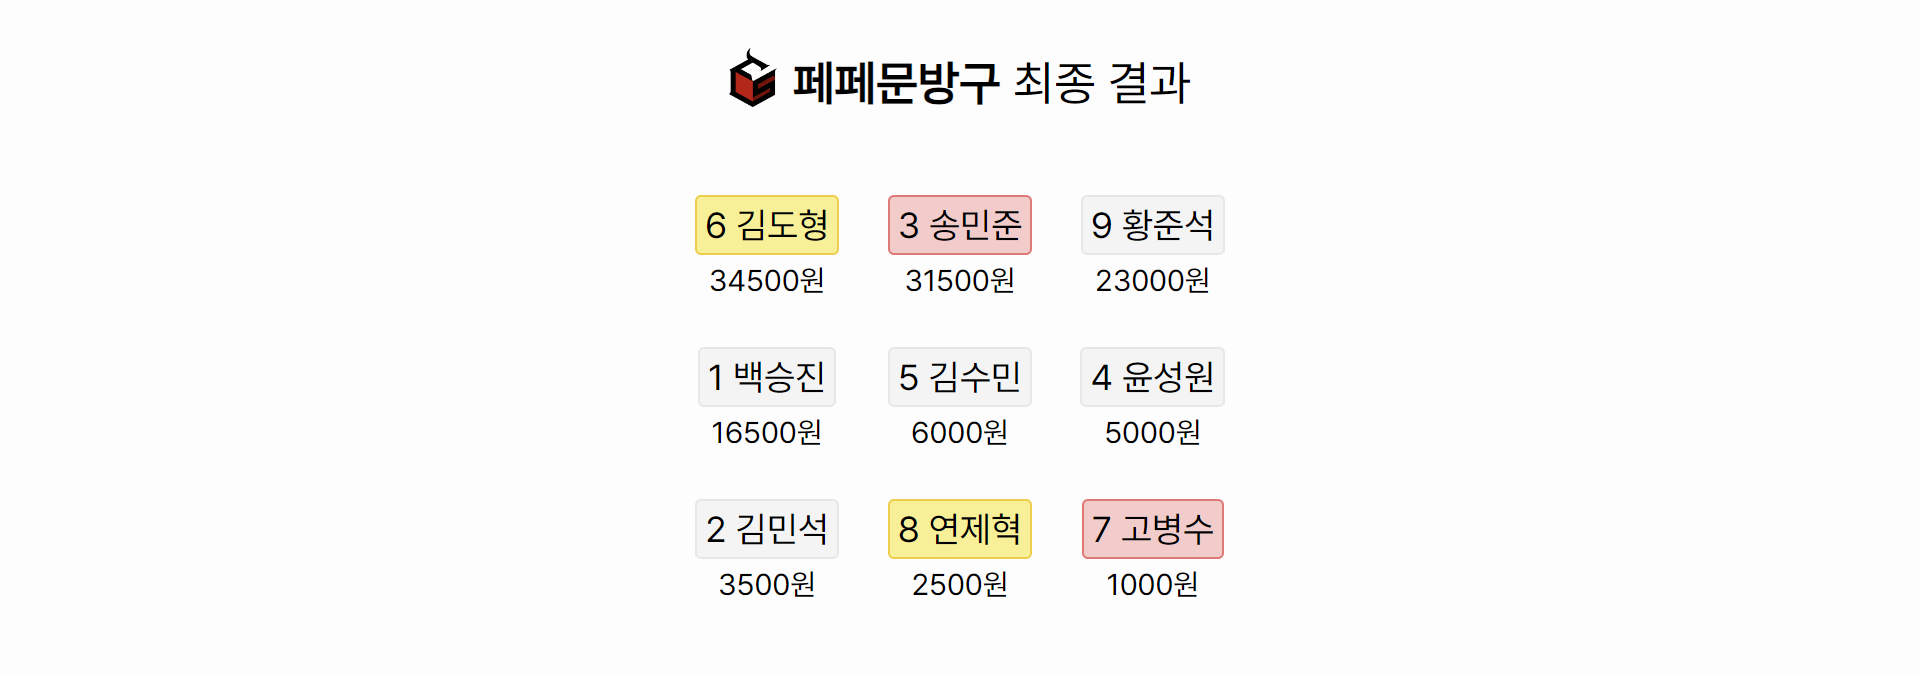 페페문방구 최종 결과
6 김도형 3 송민준 9 황준석
34500원 31500원 23000원
1 백승진 5 김수민 4 윤성원
16500원 6000원 5000원
2 김민석 8 연제혁 7 고병수
3500원 2500원 1000원